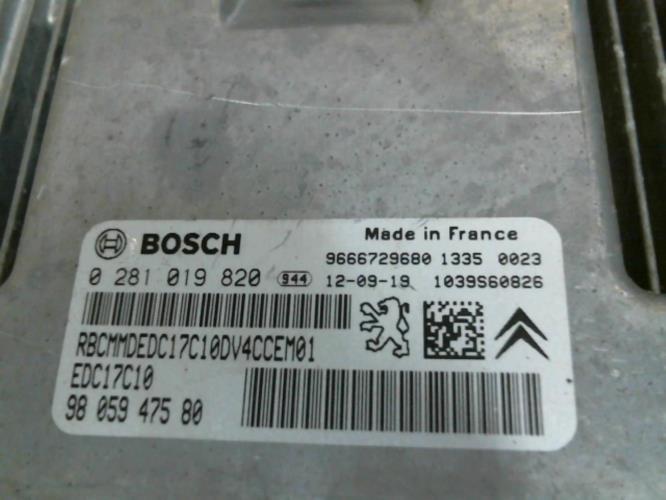 BOSCH Made in France
9666729680 1335 0023
0 281 019 820 944 12-09-19 1039S60826
RBCMMDEDC17C10DV4CCEM01
EDC17C10
98 059 475 80